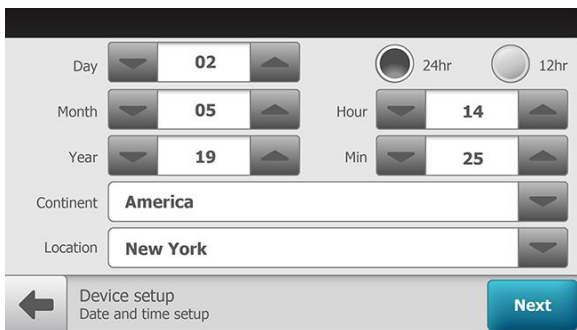 Day 02 24hr 12hr
Month 05 Hour 14
Year 19 Min 25
Continent America
Location New York
Device setup
Date and time setup
Next